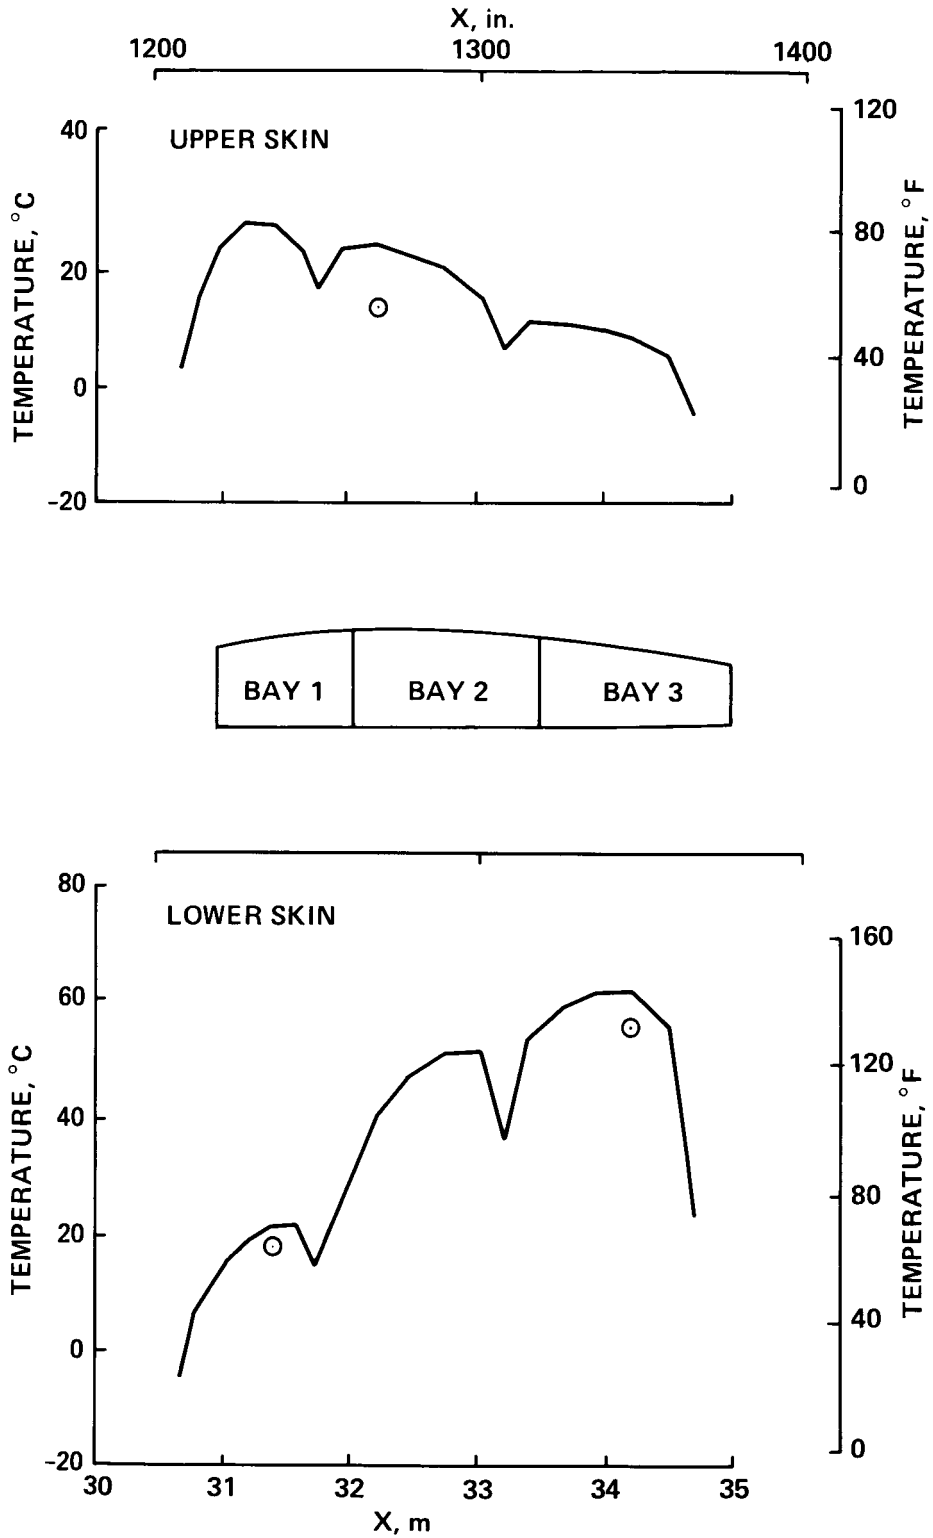 X, in.
1200 1300 1400
UPPER SKIN
TEMPERATURE, °C
40
20
0
-20
TEMPERATURE, °F
120
80
40
0
BAY 1 BAY 2 BAY 3
LOWER SKIN
TEMPERATURE, °C
80
60
40
20
0
-20
TEMPERATURE, °F
160
120
80
40
0
30 31 32 33 34 35
X, m